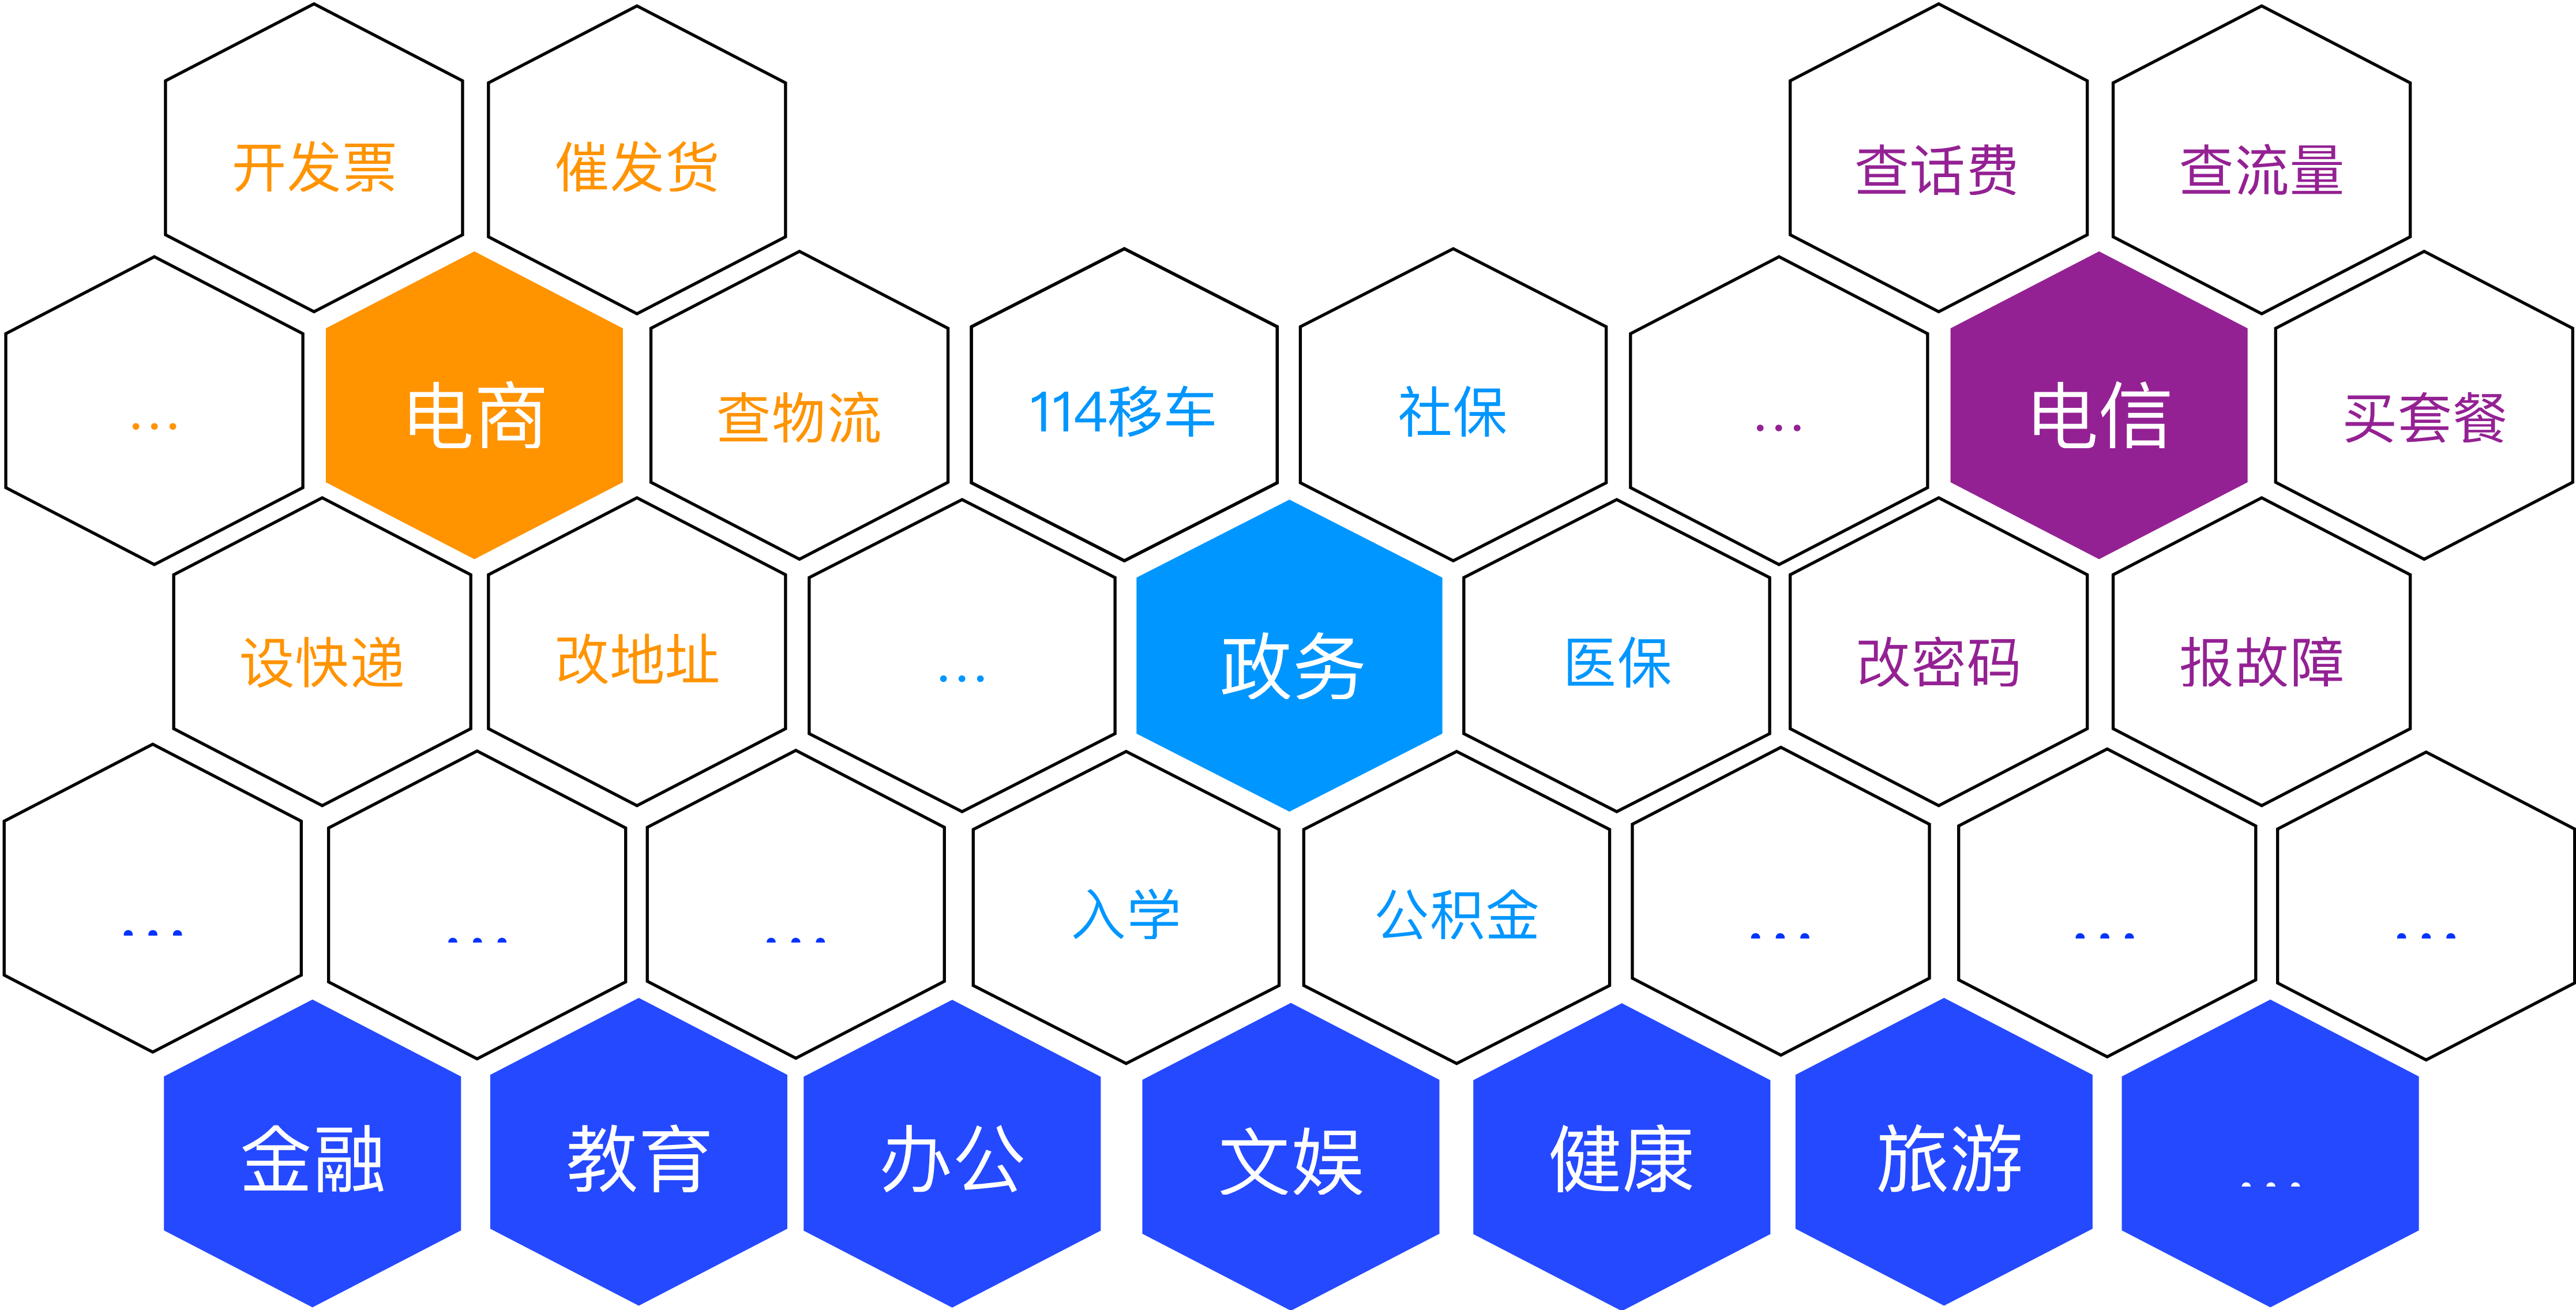 开发票
催发货
查话费
查流量
…
电商
查物流
114移车
社保
…
电信
买套餐
设快递
改地址
…
政务
医保
改密码
报故障
…
…
…
入学
公积金
…
…
…
金融
教育
办公
文娱
健康
旅游
…